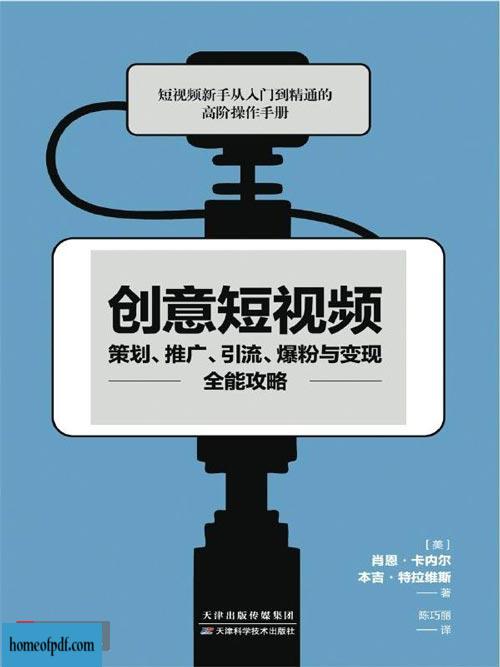 短视频新手从入门到精通的
高阶操作手册
创意短视频
策划、推广、引流、爆粉与变现
全能攻略
[美]
肖恩·卡内尔
本吉·特拉维斯
——著
陈巧丽
——译
天津出版传媒集团
天津科学技术出版社
homeofpdf.com